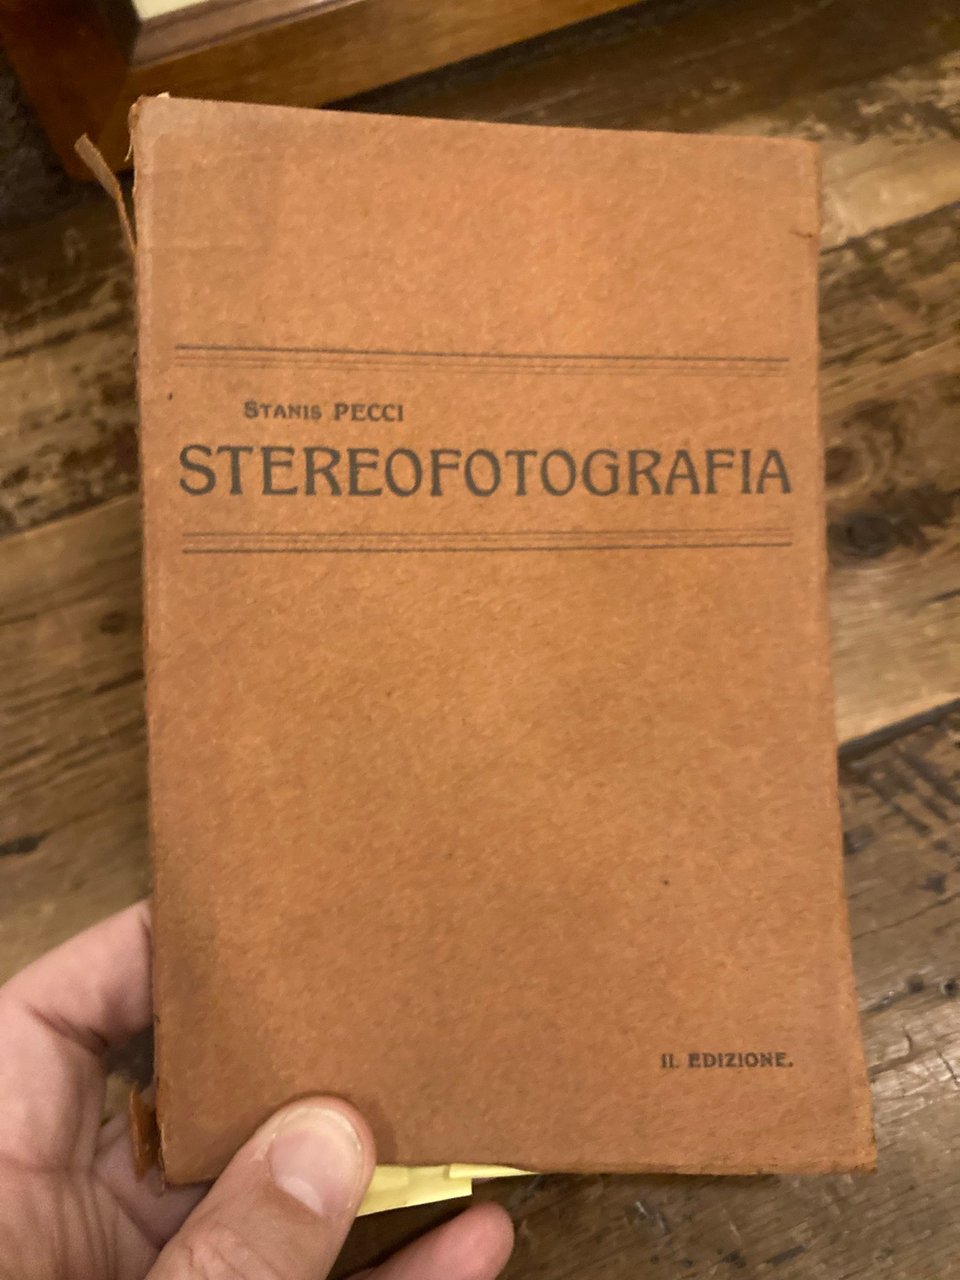 STANIS PECCI
STEREOFOTOGRAFIA
II. EDIZIONE.